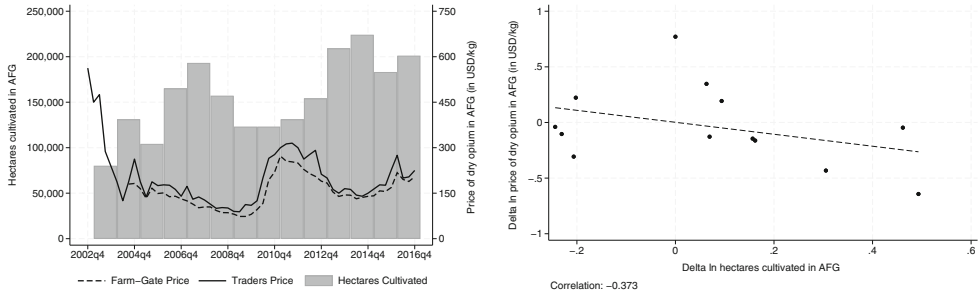 Hectares cultivated in AFG
250,000
200,000
150,000
100,000
50,000
0
Price of dry opium in AFG (in USD/kg)
750
600
450
300
150
0
2002q4 2004q4 2006q4 2008q4 2010q4 2012q4 2014q4 2016q4
Farm-Gate Price Traders Price Hectares Cultivated
Delta ln price of dry opium in AFG (in USD/kg)
1
.5
0
-.5
-1
-.2 0 .2 .4 .6
Delta ln hectares cultivated in AFG
Correlation: -0.373